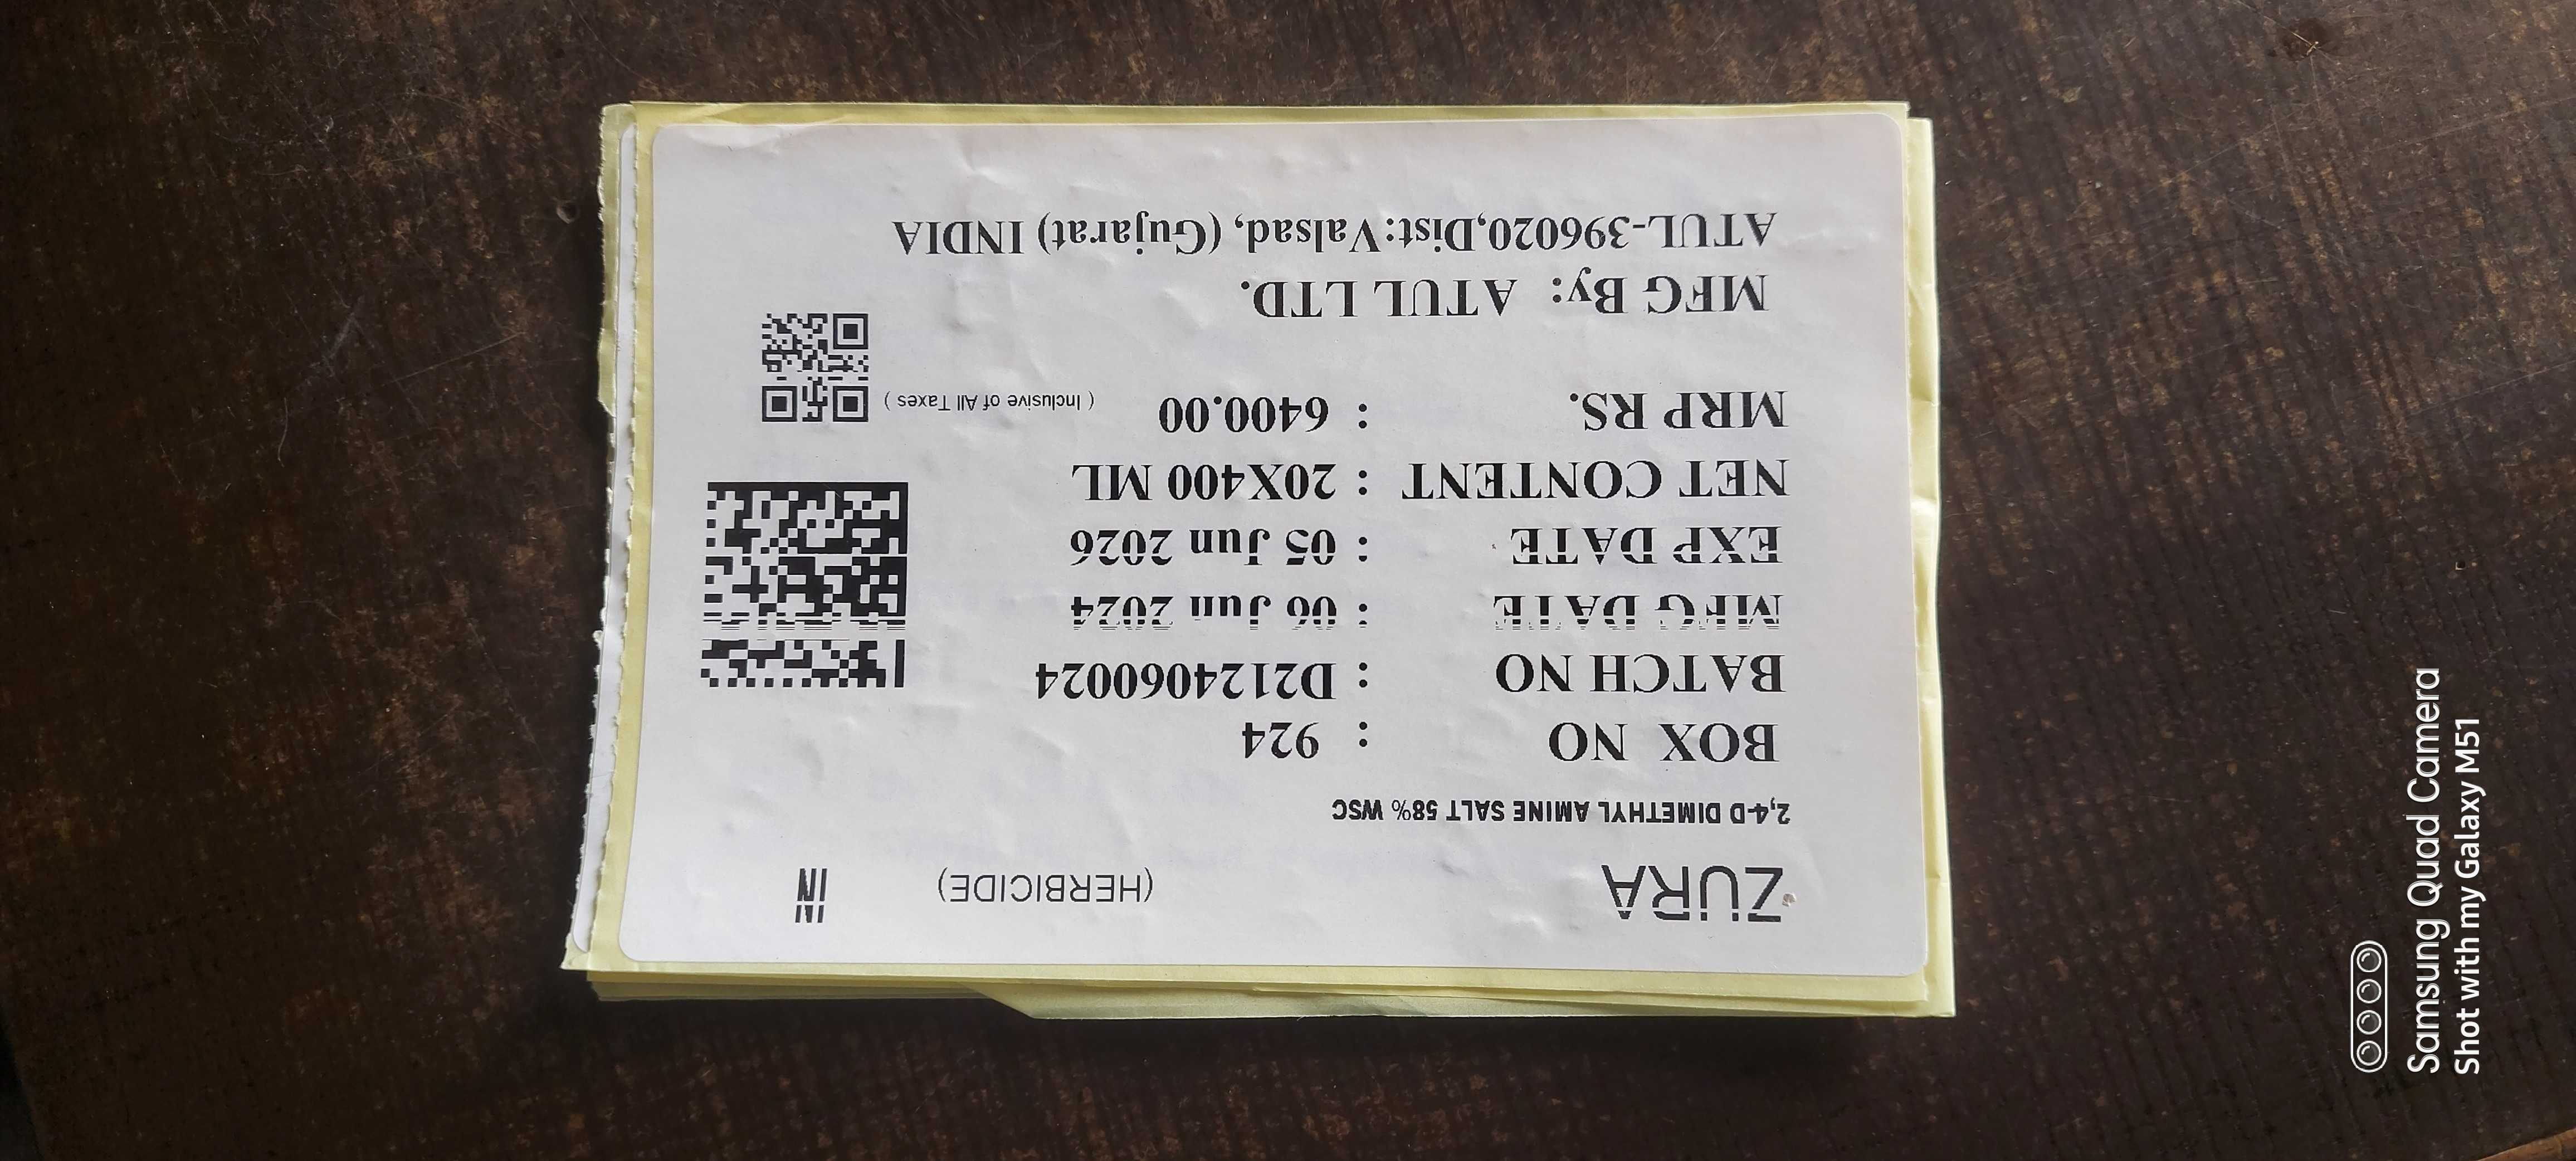 ZURA (HERBICIDE) IN
2,4-D DIMETHYL AMINE SALT 58% WSC
BOX NO : 924
BATCH NO : D2124060024
MFG DATE : 06 Jun 2024
EXP DATE : 05 Jun 2026
NET CONTENT : 20X400 ML
MRP RS. : 6400.00 ( Inclusive of All Taxes )
MFG By: ATUL LTD.
ATUL-396020,Dist:Valsad, (Gujarat) INDIA
Samsung Quad Camera
Shot with my Galaxy M51